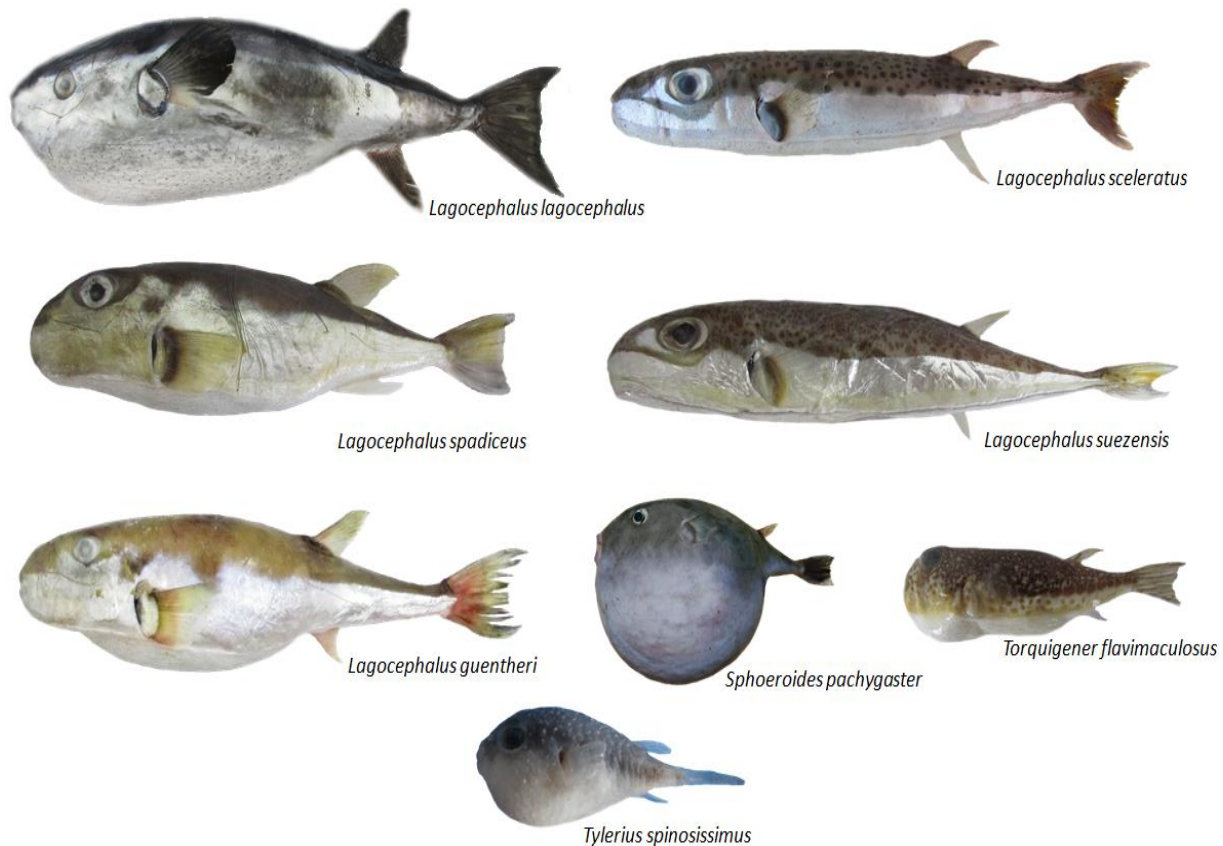 Lagocephalus lagocephalus
Lagocephalus sceleratus
Lagocephalus spadiceus
Lagocephalus suezensis
Lagocephalus guentheri
Sphoeroides pachygaster
Torquigener flavimaculosus
Tylerius spinosissimus